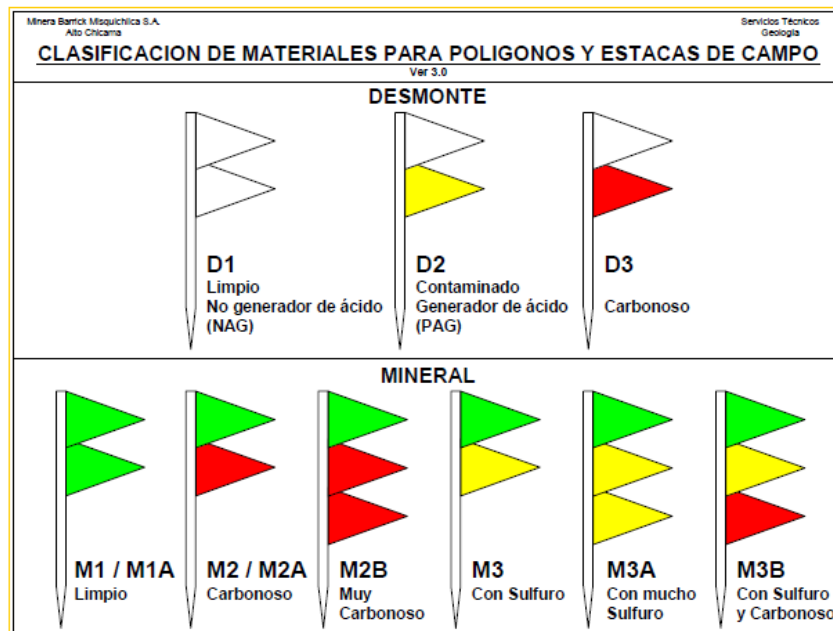 Minera Barrick Misquichilca S.A.
Alto Chicama
Servicios Técnicos
Geología
CLASIFICACION DE MATERIALES PARA POLIGONOS Y ESTACAS DE CAMPO
Ver 3.0
DESMONTE
D1
Limpio
No generador de ácido
(NAG)
D2
Contaminado
Generador de ácido
(PAG)
D3
Carbonoso
MINERAL
M1 / M1A
Limpio
M2 / M2A
Carbonoso
M2B
Muy
Carbonoso
M3
Con Sulfuro
M3A
Con mucho
Sulfuro
M3B
Con Sulfuro
y Carbonoso